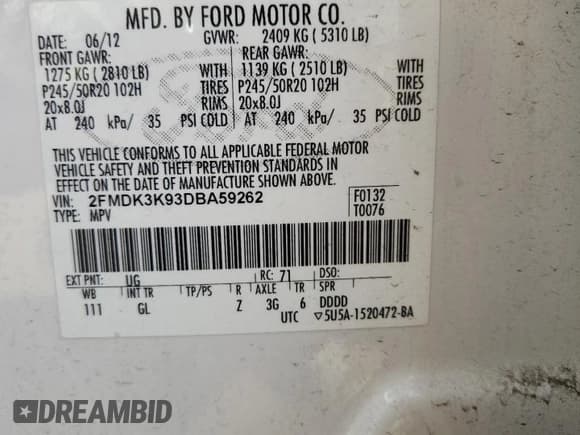 MFD. BY FORD MOTOR CO.
DATE: 06/12 GVWR: 2409 KG ( 5310 LB)
FRONT GAWR: REAR GAWR:
1275 KG ( 2810 LB) WITH 1139 KG ( 2510 LB) WITH
P245/50R20 102H TIRES P245/50R20 102H TIRES
20x8.0J RIMS 20x8.0J RIMS
AT 240 kPa/ 35 PSI COLD AT 240 kPa/ 35 PSI COLD
THIS VEHICLE CONFORMS TO ALL APPLICABLE FEDERAL MOTOR
VEHICLE SAFETY AND THEFT PREVENTION STANDARDS IN
EFFECT ON THE DATE OF MANUFACTURE SHOWN ABOVE.
VIN: 2FMDK3K93DBA59262 F0132
TYPE: MPV T0076
EXT PNT: UG RC: 71 DSO:
WB INT TR TP/PS R AXLE TR SPR
111 GL Z 3G 6 DDDD
UTC ▽5U5A-1520472-BA
DREAMBID